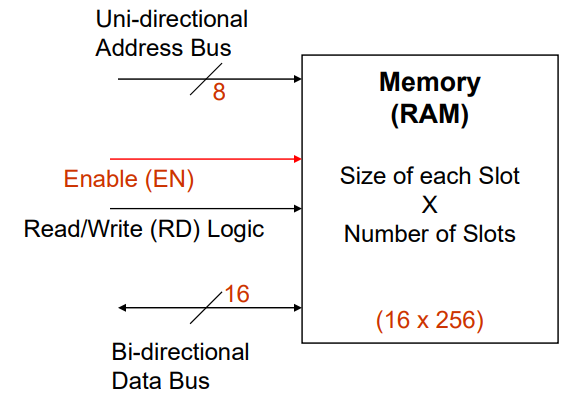 Uni-directional
Address Bus
8
Enable (EN)
Read/Write (RD) Logic
16
Bi-directional
Data Bus
Memory
(RAM)
Size of each Slot
X
Number of Slots
(16 x 256)